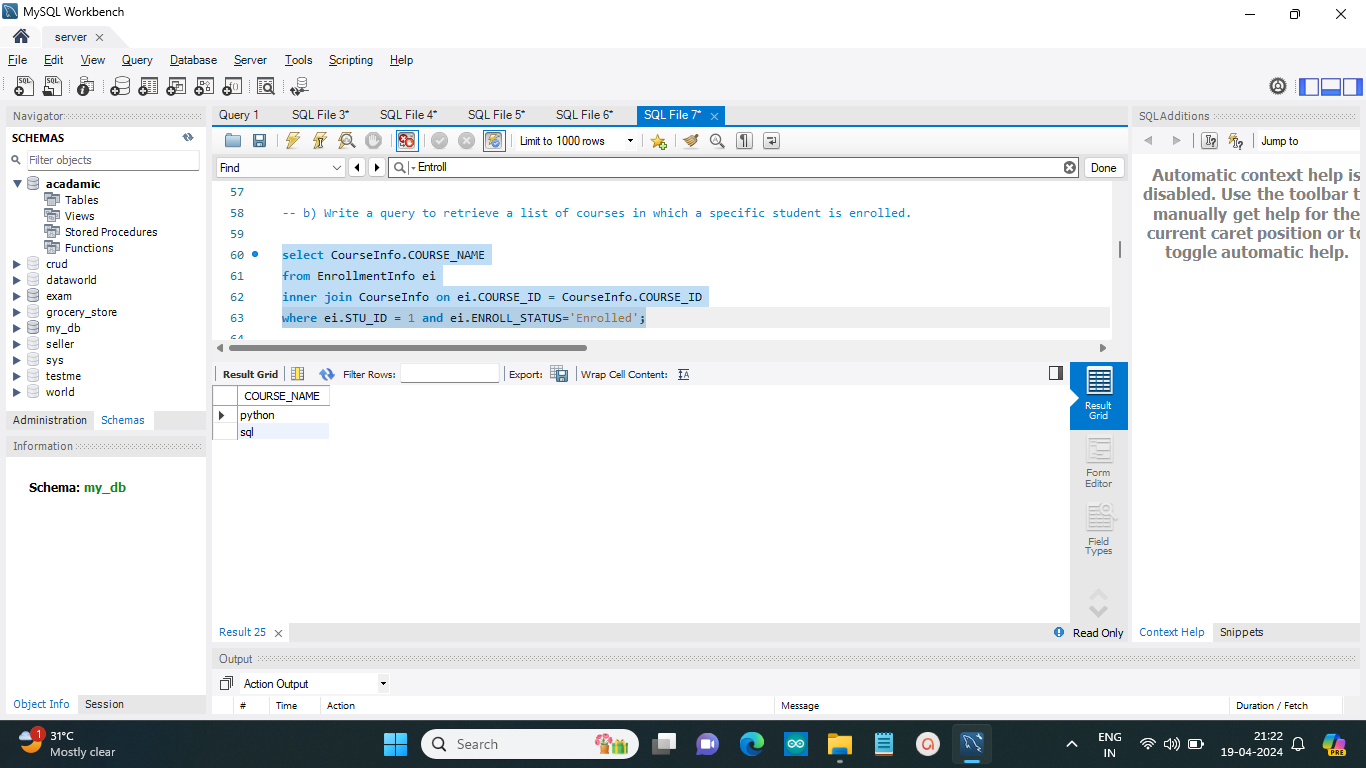 MySQL Workbench
server
File Edit View Query Database Server Tools Scripting Help
Navigator
SCHEMAS
Filter objects
acadamic
Tables
Views
Stored Procedures
Functions
crud
dataworld
exam
grocery_store
my_db
seller
sys
testme
world
Administration Schemas
Information
Schema: my_db
Object Info Session
Query 1 SQL File 3* SQL File 4* SQL File 5* SQL File 6* SQL File 7*
Limit to 1000 rows
Find Entroll Done
57
58 -- b) Write a query to retrieve a list of courses in which a specific student is enrolled.
59
60 select CourseInfo.COURSE_NAME
61 from EnrollmentInfo ei
62 inner join CourseInfo on ei.COURSE_ID = CourseInfo.COURSE_ID
63 where ei.STU_ID = 1 and ei.ENROLL_STATUS='Enrolled';
64
Result Grid Filter Rows: Export: Wrap Cell Content:
COURSE_NAME
python
sql
Result
Grid
Form
Editor
Field
Types
Result 25 Read Only
Output
Action Output
# Time Action Message Duration / Fetch
SQLAdditions
Jump to
Automatic context help is
disabled. Use the toolbar t
manually get help for the
current caret position or to
toggle automatic help.
Context Help Snippets
1
31°C
Mostly clear
Search
ENG
IN
21:22
19-04-2024
PRE